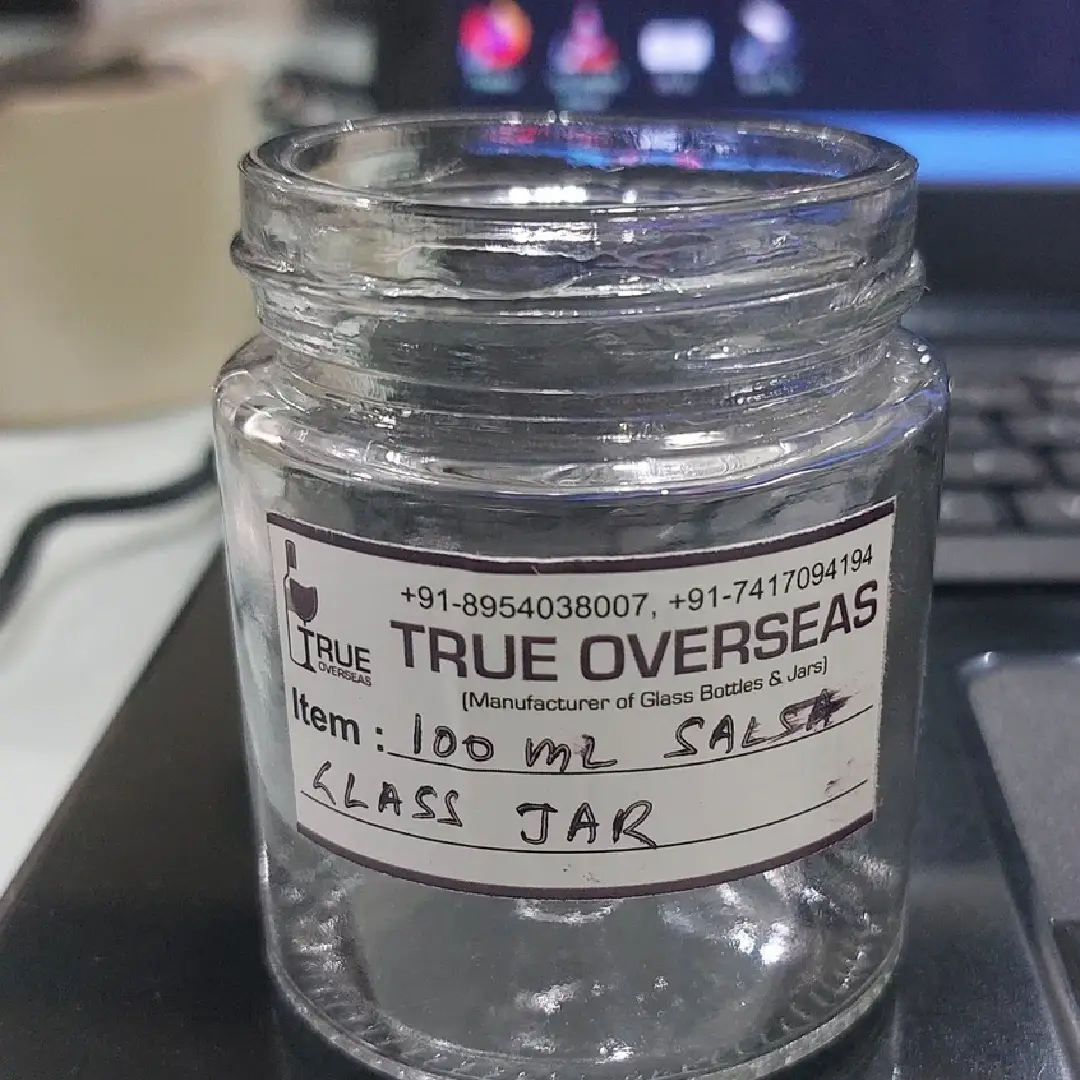 +91-8954038007, +91-7417094194
TRUE
OVERSEAS
TRUE OVERSEAS
(Manufacturer of Glass Bottles & Jars)
Item : 100 ML SALSA
GLASS JAR